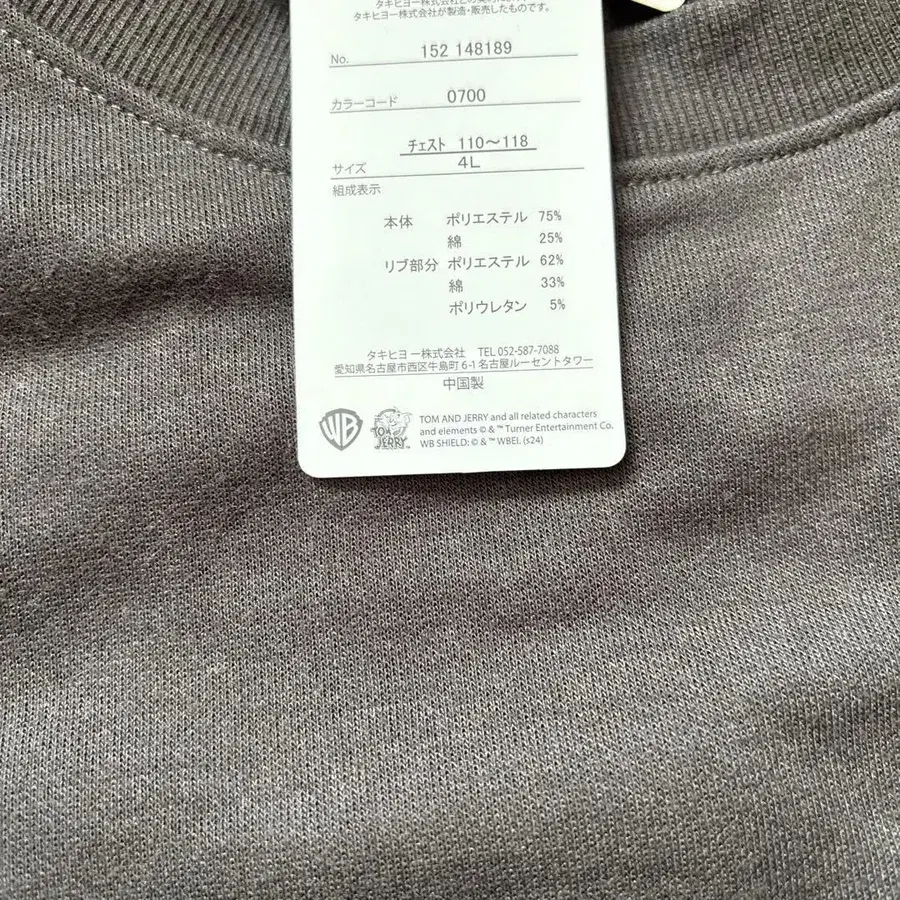 タキヒヨー株式会社が製造・販売したものです。
No. 152 148189
カラーコード 0700
チェスト 110～118
サイズ 4L
組成表示
本体 ポリエステル 75%
綿 25%
リブ部分 ポリエステル 62%
綿 33%
ポリウレタン 5%
タキヒヨー株式会社 TEL 052-587-7088
愛知県名古屋市西区牛島町6-1名古屋ルーセントタワー
中国製
WB
TOM AND JERRY
TOM AND JERRY and all related characters
and elements © & ™ Turner Entertainment Co.
WB SHIELD: © & ™ WBEI. (s24)